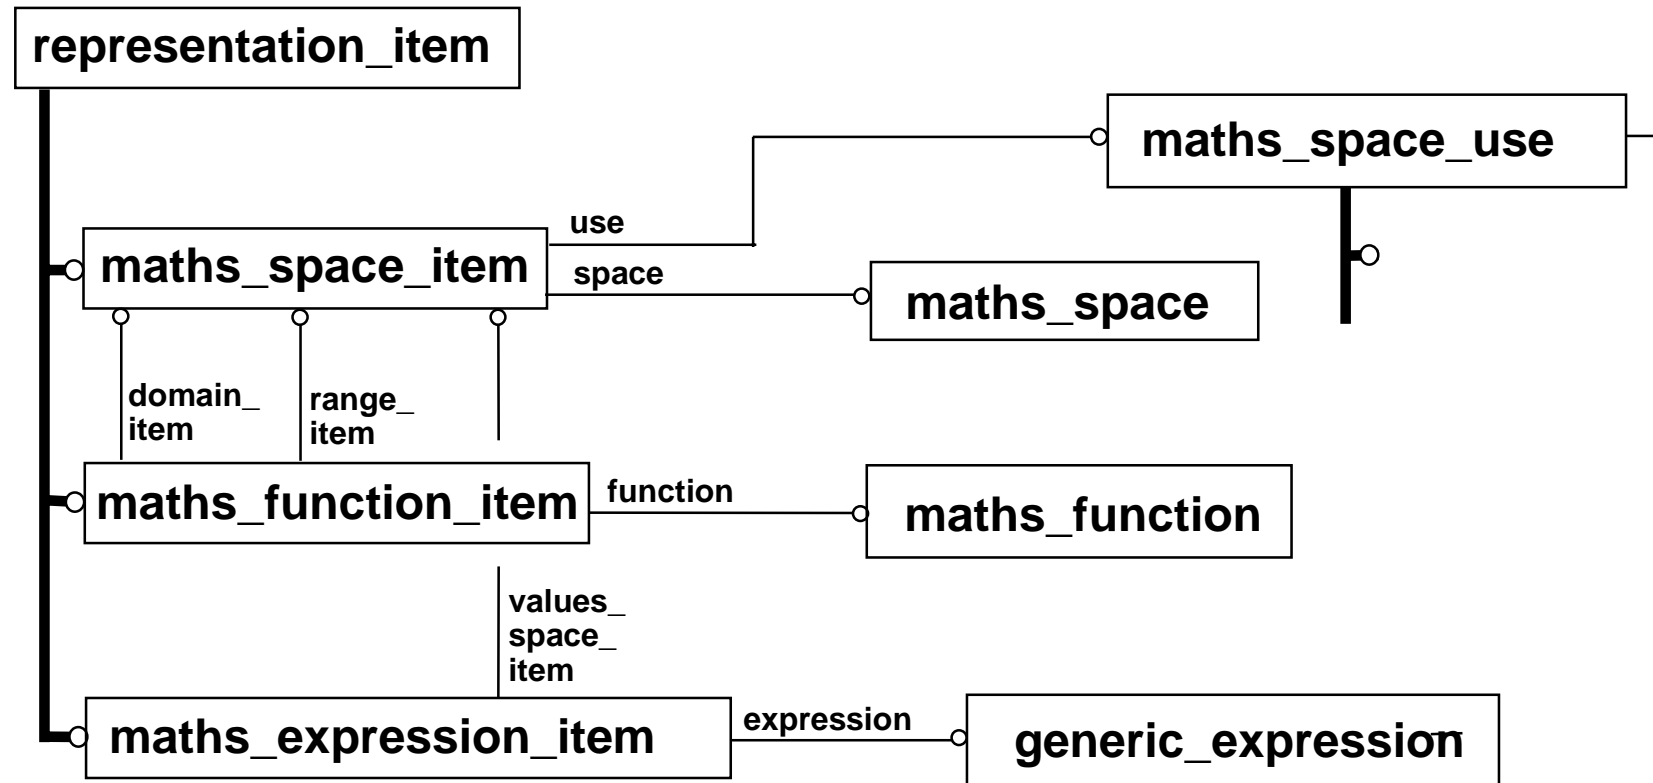 representation_item
maths_space_use
use
maths_space_item
space
maths_space
domain_
item
range_
item
maths_function_item
function
maths_function
values_
space_
item
maths_expression_item
expression
generic_expression